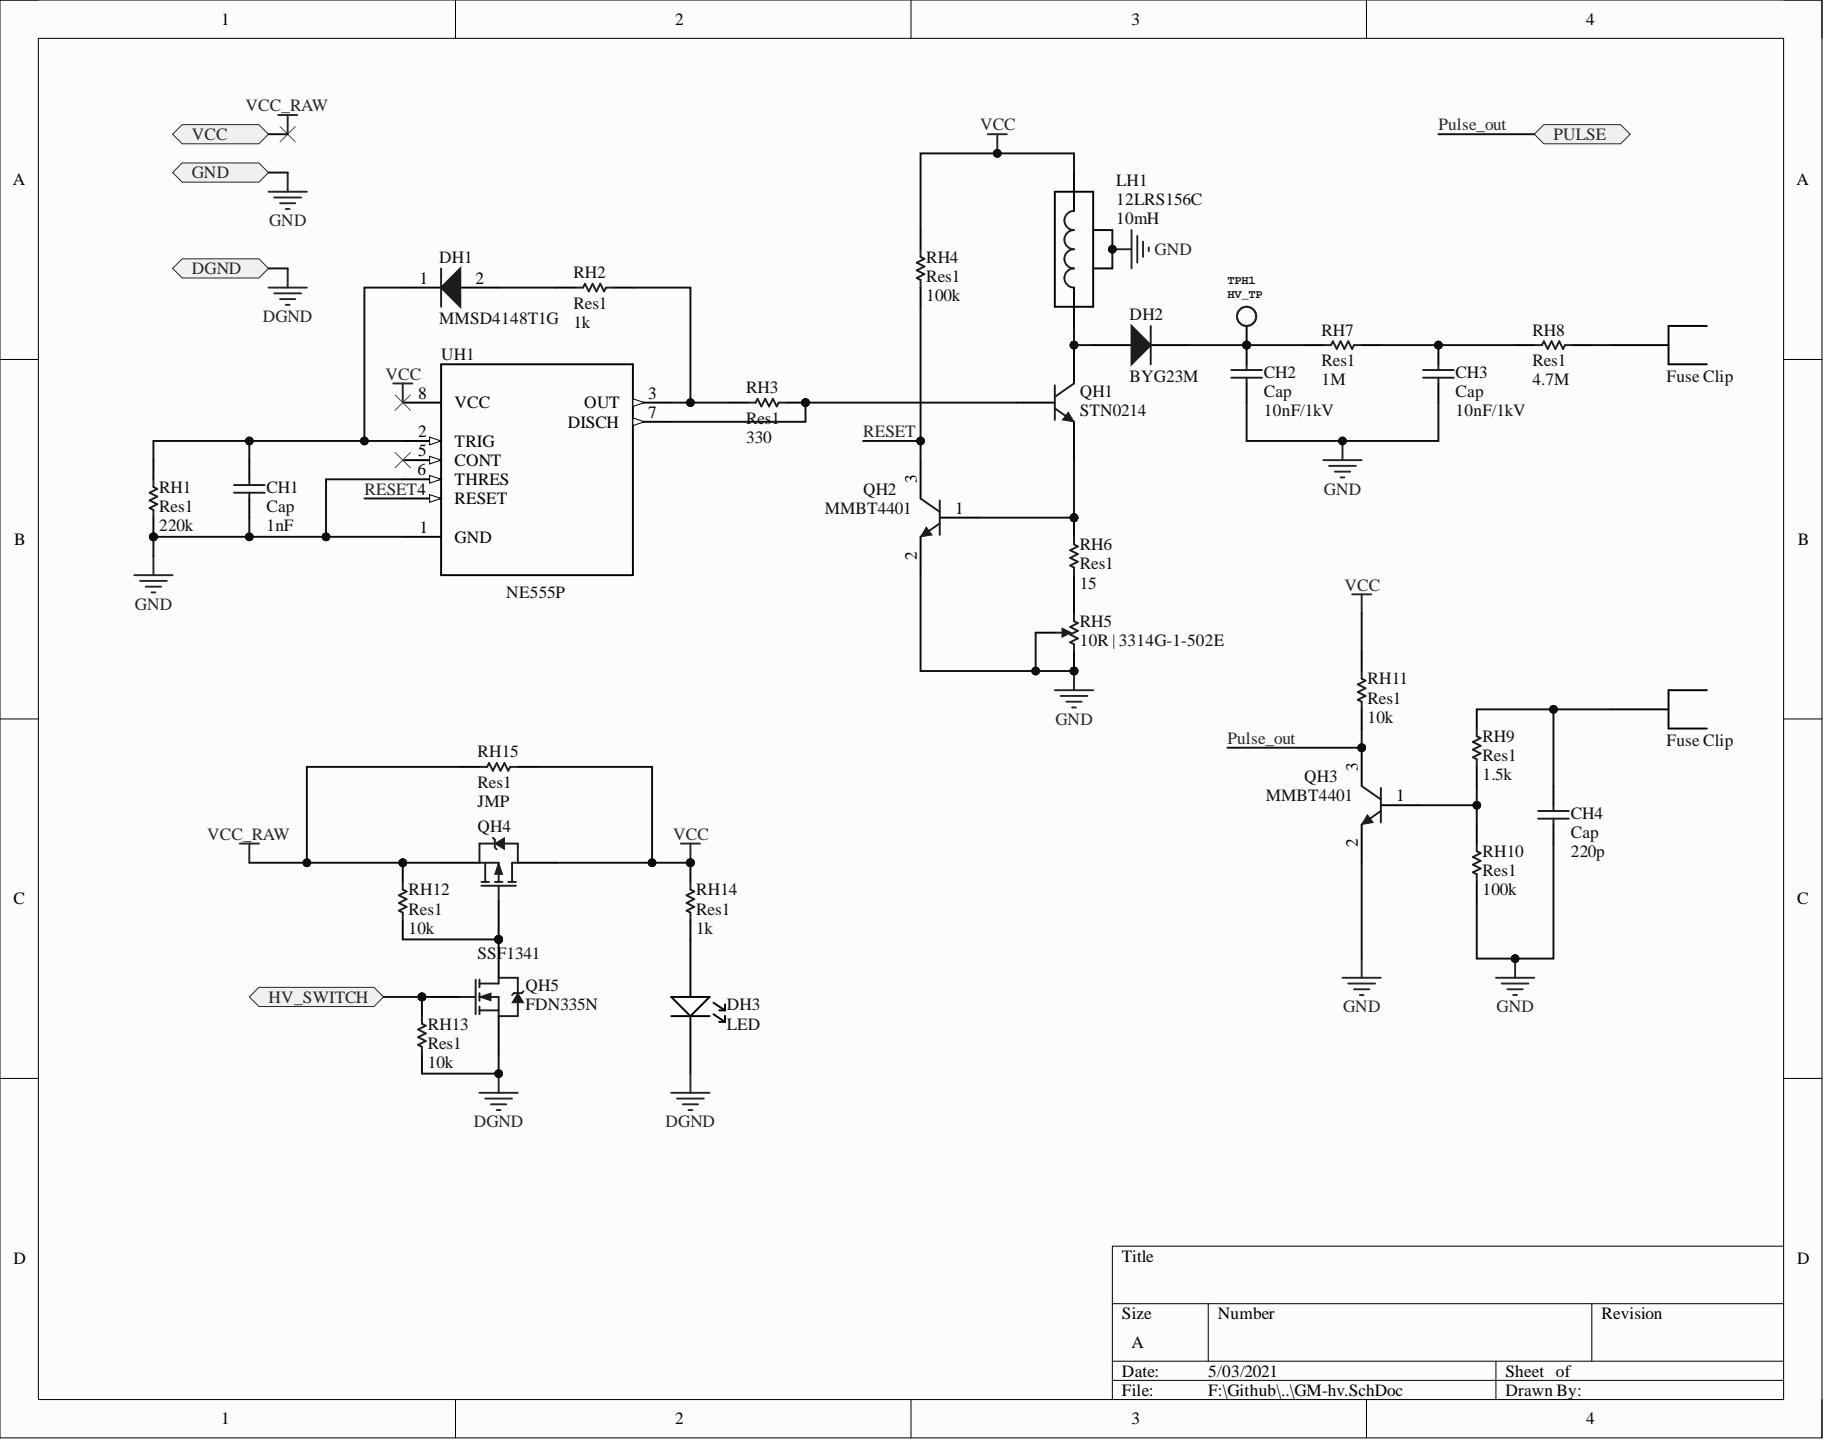 1 2 3 4
VCC_RAW
VCC
GND
GND
DGND
DGND
A
A
B
B
C
C
D
D
DH1
1 2
MMSD4148T1G
RH2
Res1
1k
UH1
VCC
8 VCC
OUT 3
DISCH 7
2 TRIG
5 CONT
6 THRES
RESET 4 RESET
1 GND
NE555P
RH1
Res1
220k
CH1
Cap
1nF
GND
RH3
Res1
330
VCC
RH4
Res1
100k
LH1
12LRS156C
10mH
GND
RESET
QH1
STN0214
DH2
BYG23M
TPH1
HV_TP
CH2
Cap
10nF/1kV
RH7
Res1
1M
CH3
Cap
10nF/1kV
RH8
Res1
4.7M
Fuse Clip
GND
Pulse_out PULSE
3
QH2
MMBT4401
1
2
RH6
Res1
15
RH5
10R|3314G-1-502E
GND
VCC
RH11
Res1
10k
Pulse_out
3
QH3
MMBT4401
1
2
GND
RH9
Res1
1.5k
RH10
Res1
100k
CH4
Cap
220p
GND
Fuse Clip
RH15
Res1
JMP
VCC_RAW
QH4
SSF1341
VCC
RH12
Res1
10k
HV_SWITCH
QH5
FDN335N
RH13
Res1
10k
DGND
RH14
Res1
1k
DH3
LED
DGND
Title
Size
A
Number
Revision
Date: 5/03/2021
Sheet of
File: F:\Github\..\GM-hv.SchDoc
Drawn By:
1 2 3 4